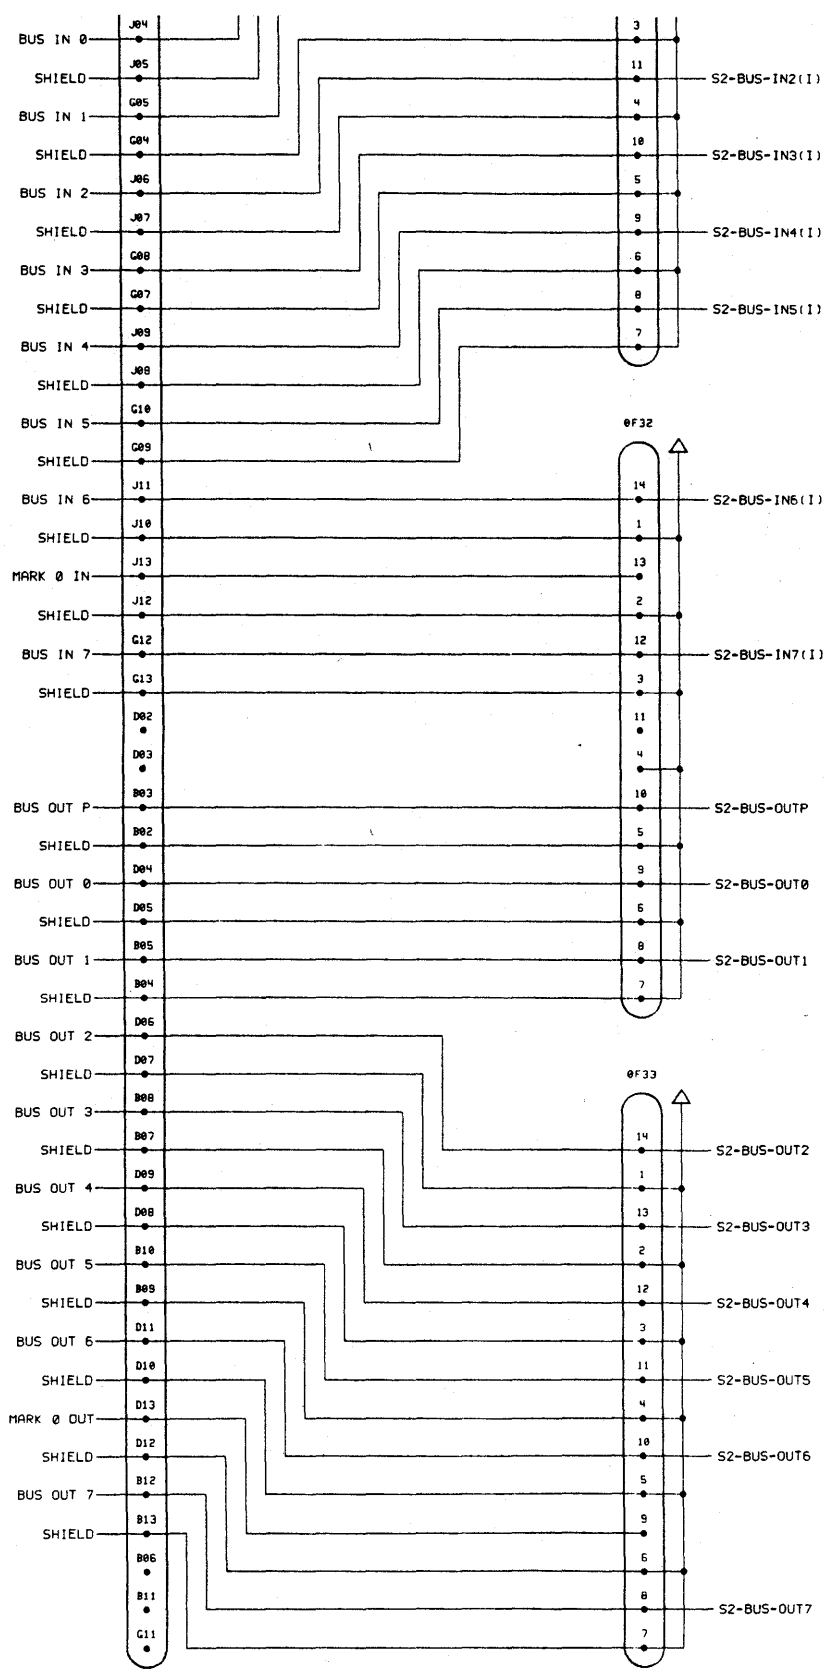 J04 3
BUS IN 0
J05 11
SHIELD S2-BUS-IN2(I)
G05 4
BUS IN 1
G04 10
SHIELD S2-BUS-IN3(I)
J06 5
BUS IN 2
J07 9
SHIELD S2-BUS-IN4(I)
G08 6
BUS IN 3
G07 8
SHIELD S2-BUS-IN5(I)
J09 7
BUS IN 4
J08
SHIELD
G10
BUS IN 5 0F32
G09
SHIELD
J11 14
BUS IN 6 S2-BUS-IN6(I)
J10 1
SHIELD
J13 13
MARK 0 IN
J12 2
SHIELD
G12 12
BUS IN 7 S2-BUS-IN7(I)
G13 3
SHIELD
D02 11
D03 4
B03 10
BUS OUT P S2-BUS-OUTP
B02 5
SHIELD
D04 9
BUS OUT 0 S2-BUS-OUT0
D05 6
SHIELD
B05 8
BUS OUT 1 S2-BUS-OUT1
B04 7
SHIELD
D06
BUS OUT 2
D07
SHIELD 0F33
B08
BUS OUT 3
B07 14
SHIELD S2-BUS-OUT2
D09 1
BUS OUT 4
D08 13
SHIELD S2-BUS-OUT3
B10 2
BUS OUT 5
B09 12
SHIELD S2-BUS-OUT4
D11 3
BUS OUT 6
D10 11
SHIELD S2-BUS-OUT5
D13 4
MARK 0 OUT
D12 10
SHIELD S2-BUS-OUT6
B12 5
BUS OUT 7
B13 9
SHIELD
B06 6
B11 8
S2-BUS-OUT7
G11 7